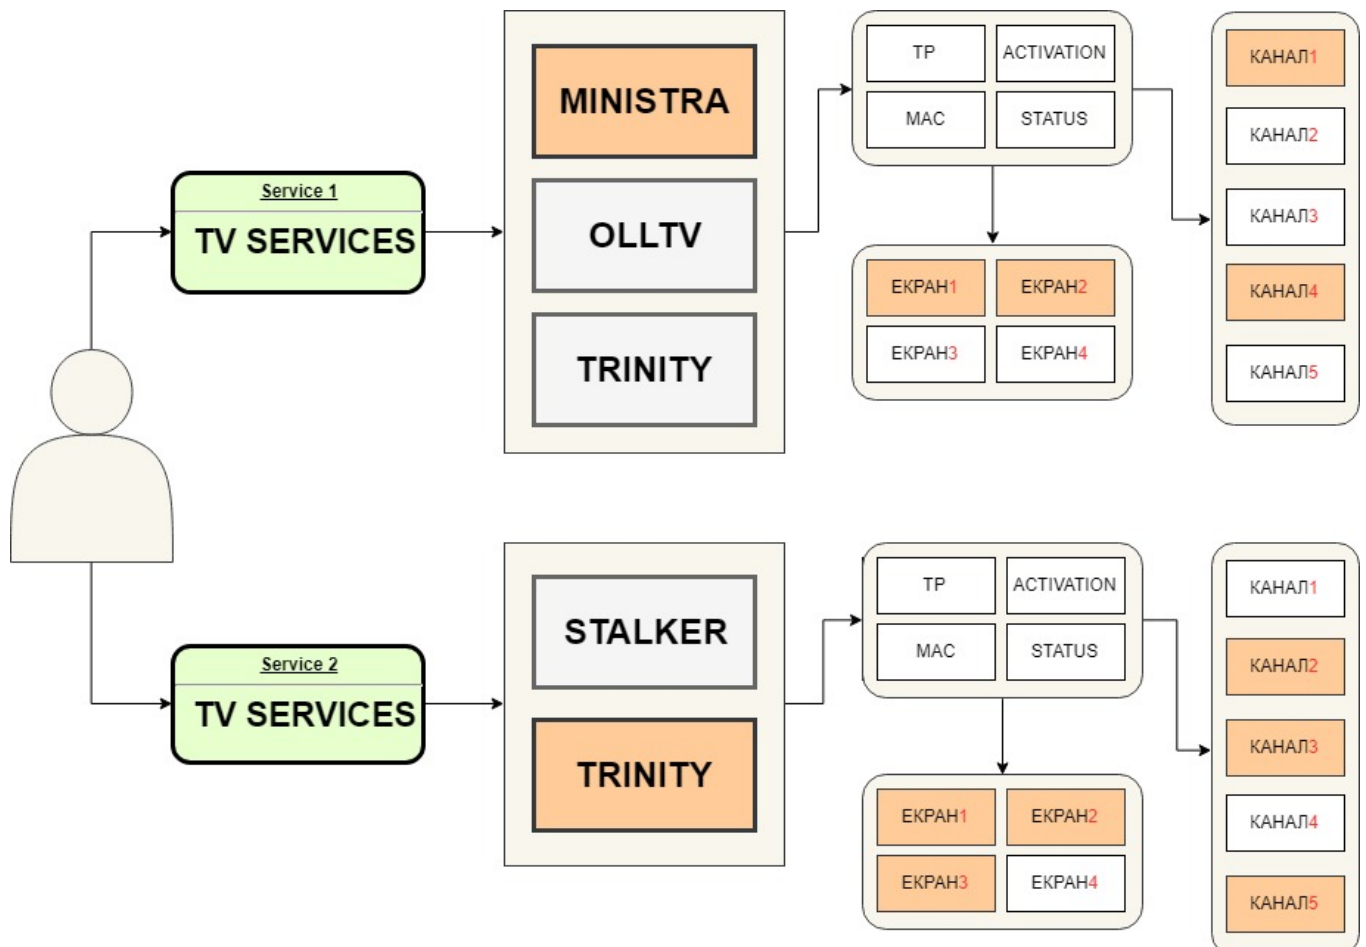 Service 1
TV SERVICES
MINISTRA
OLLTV
TRINITY
TP
ACTIVATION
MAC
STATUS
ЕКРАН1
ЕКРАН2
ЕКРАН3
ЕКРАН4
КАНАЛ1
КАНАЛ2
КАНАЛ3
КАНАЛ4
КАНАЛ5
Service 2
TV SERVICES
STALKER
TRINITY
TP
ACTIVATION
MAC
STATUS
ЕКРАН1
ЕКРАН2
ЕКРАН3
ЕКРАН4
КАНАЛ1
КАНАЛ2
КАНАЛ3
КАНАЛ4
КАНАЛ5